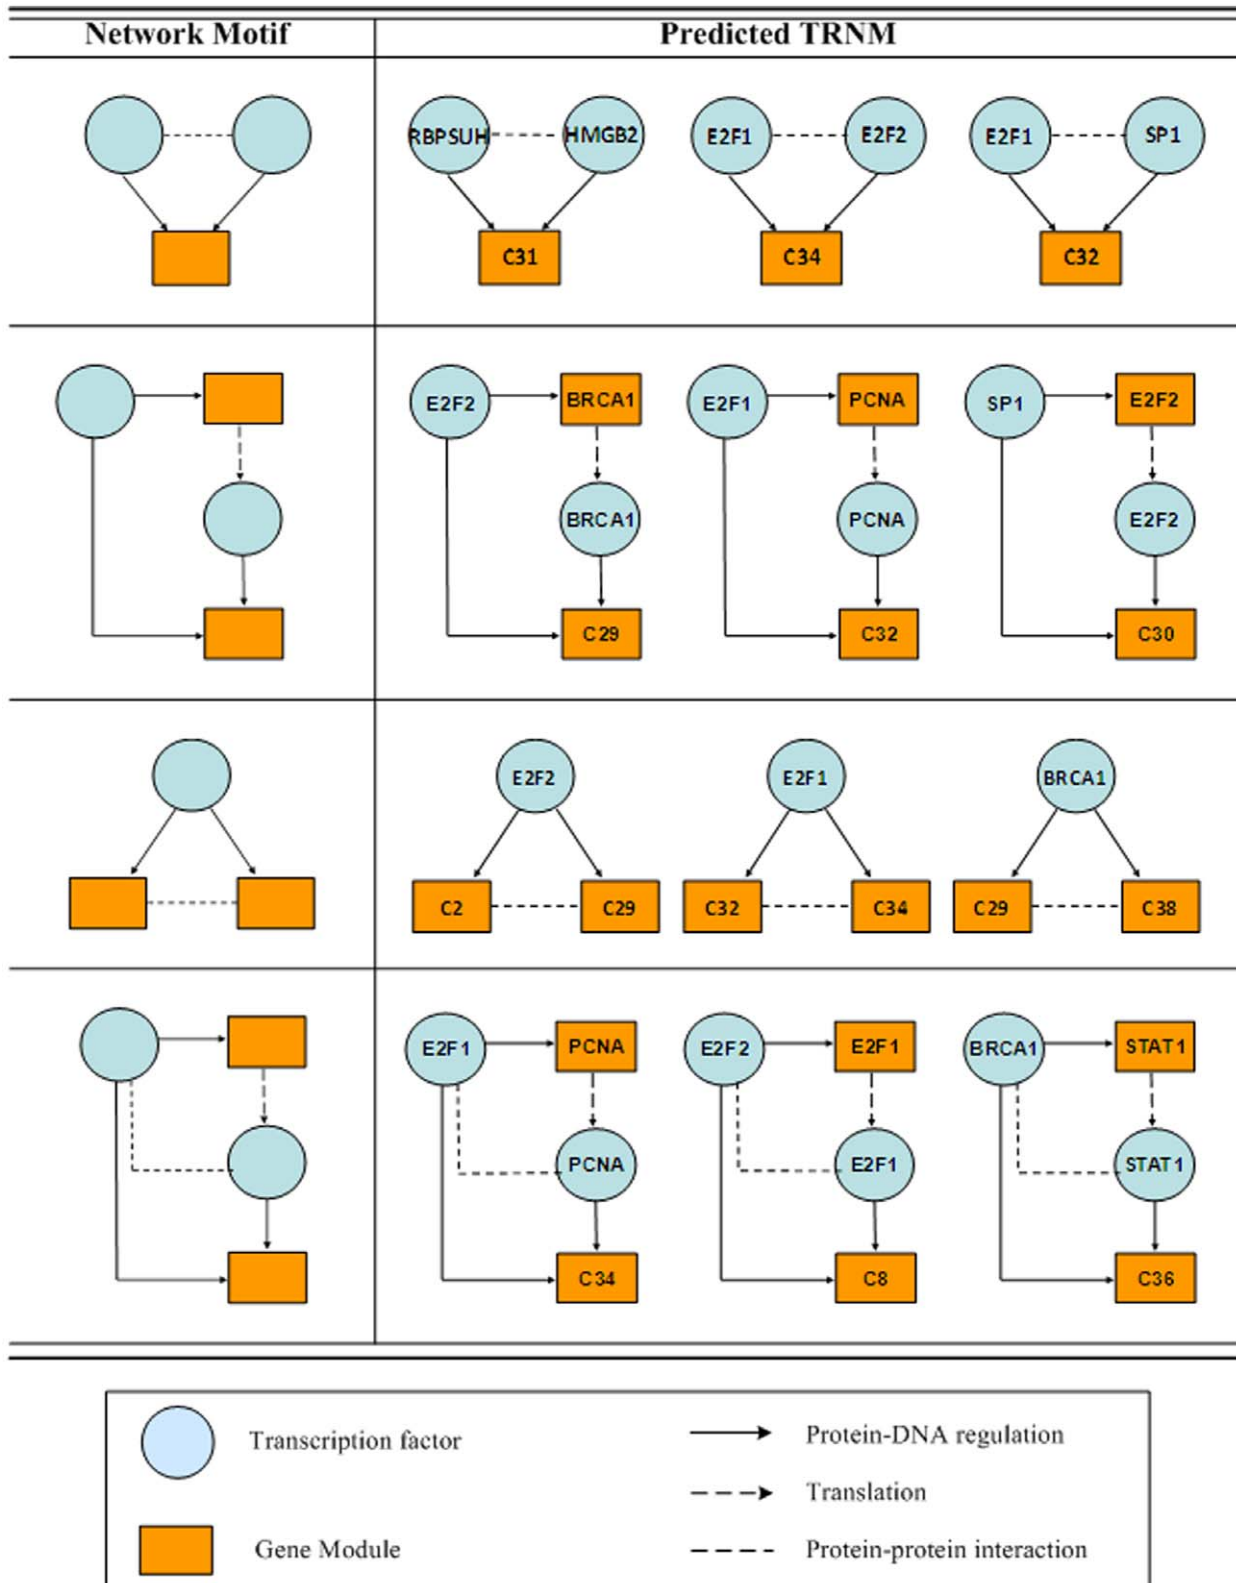 Network Motif Predicted TRNM
RBPSUH HMGB2 E2F1 E2F2 E2F1 SP1
C31 C34 C32
E2F2 BRCA1 E2F1 PCNA SP1 E2F2
BRCA1 PCNA E2F2
C29 C32 C30
E2F2 E2F1 BRCA1
C2 C29 C32 C34 C29 C38
E2F1 PCNA E2F2 E2F1 BRCA1 STAT1
PCNA E2F1 STAT1
C34 C8 C36
Transcription factor Protein-DNA regulation
Translation
Gene Module Protein-protein interaction